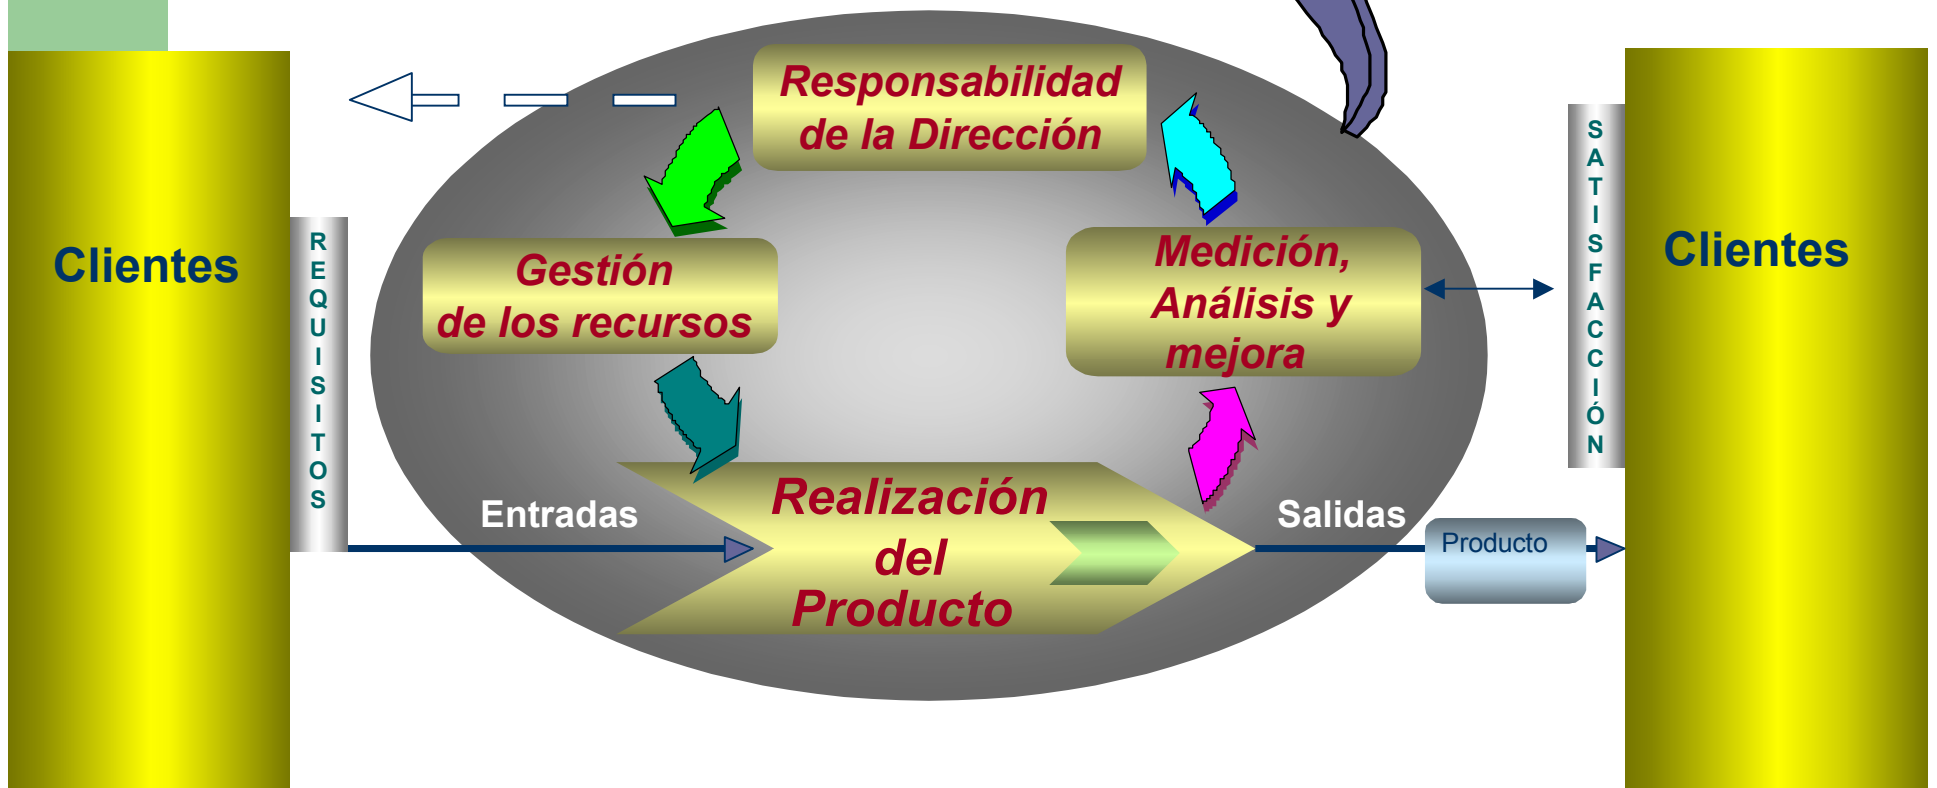 Responsabilidad
de la Dirección
Clientes
REQUISITOS
Gestión
de los recursos
Medición,
Análisis y
mejora
SATISFACCIÓN
Clientes
Entradas
Realización
del
Producto
Salidas
Producto